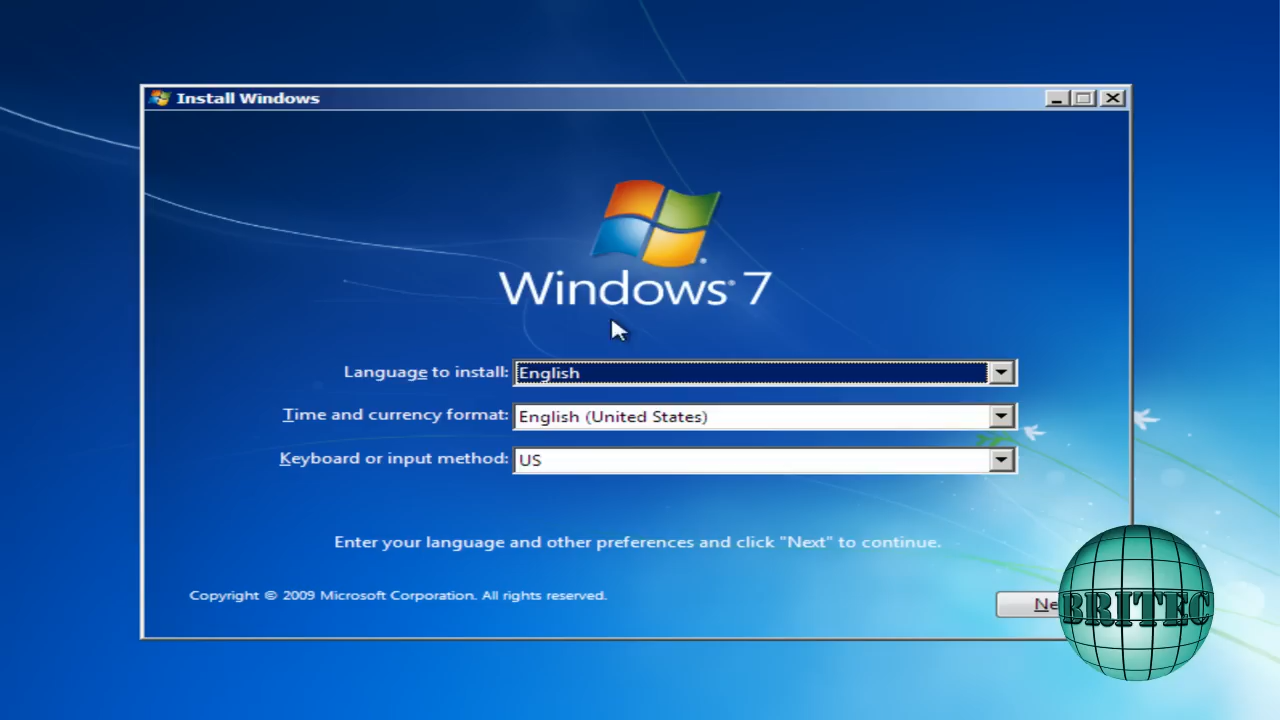 Install Windows
Windows® 7
Language to install: English
Time and currency format: English (United States)
Keyboard or input method: US
Enter your language and other preferences and click "Next" to continue.
Copyright © 2009 Microsoft Corporation. All rights reserved.
Ne
BRITEC